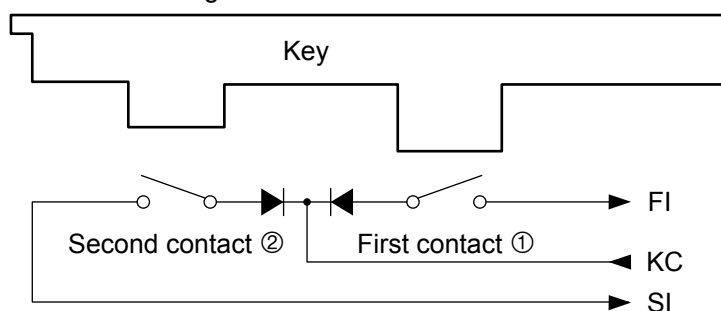 Key
FI
Second contact ②
First contact ①
KC
SI